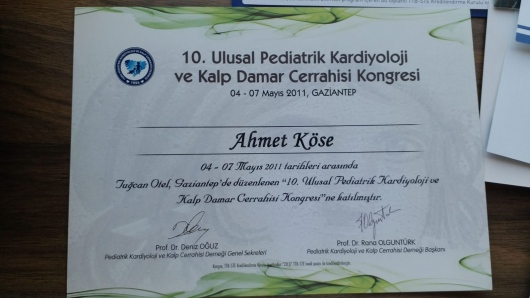 10. Ulusal Pediatrik Kardiyoloji
ve Kalp Damar Cerrahisi Kongresi
04 - 07 Mayıs 2011, GAZİANTEP
Ahmet Köse
04 - 07 Mayıs 2011 tarihleri arasında
Tuğcan Otel, Gaziantep'de düzenlenen "10. Ulusal Pediatrik Kardiyoloji ve
Kalp Damar Cerrahisi Kongresi"ne katılmıştır.
Prof. Dr. Deniz OĞUZ
Pediatrik Kardiyoloji ve Kalp Cerrahisi Derneği Genel Sekreteri
Prof. Dr. Rana OLGUNTÜRK
Pediatrik Kardiyoloji ve Kalp Cerrahisi Derneği Başkanı